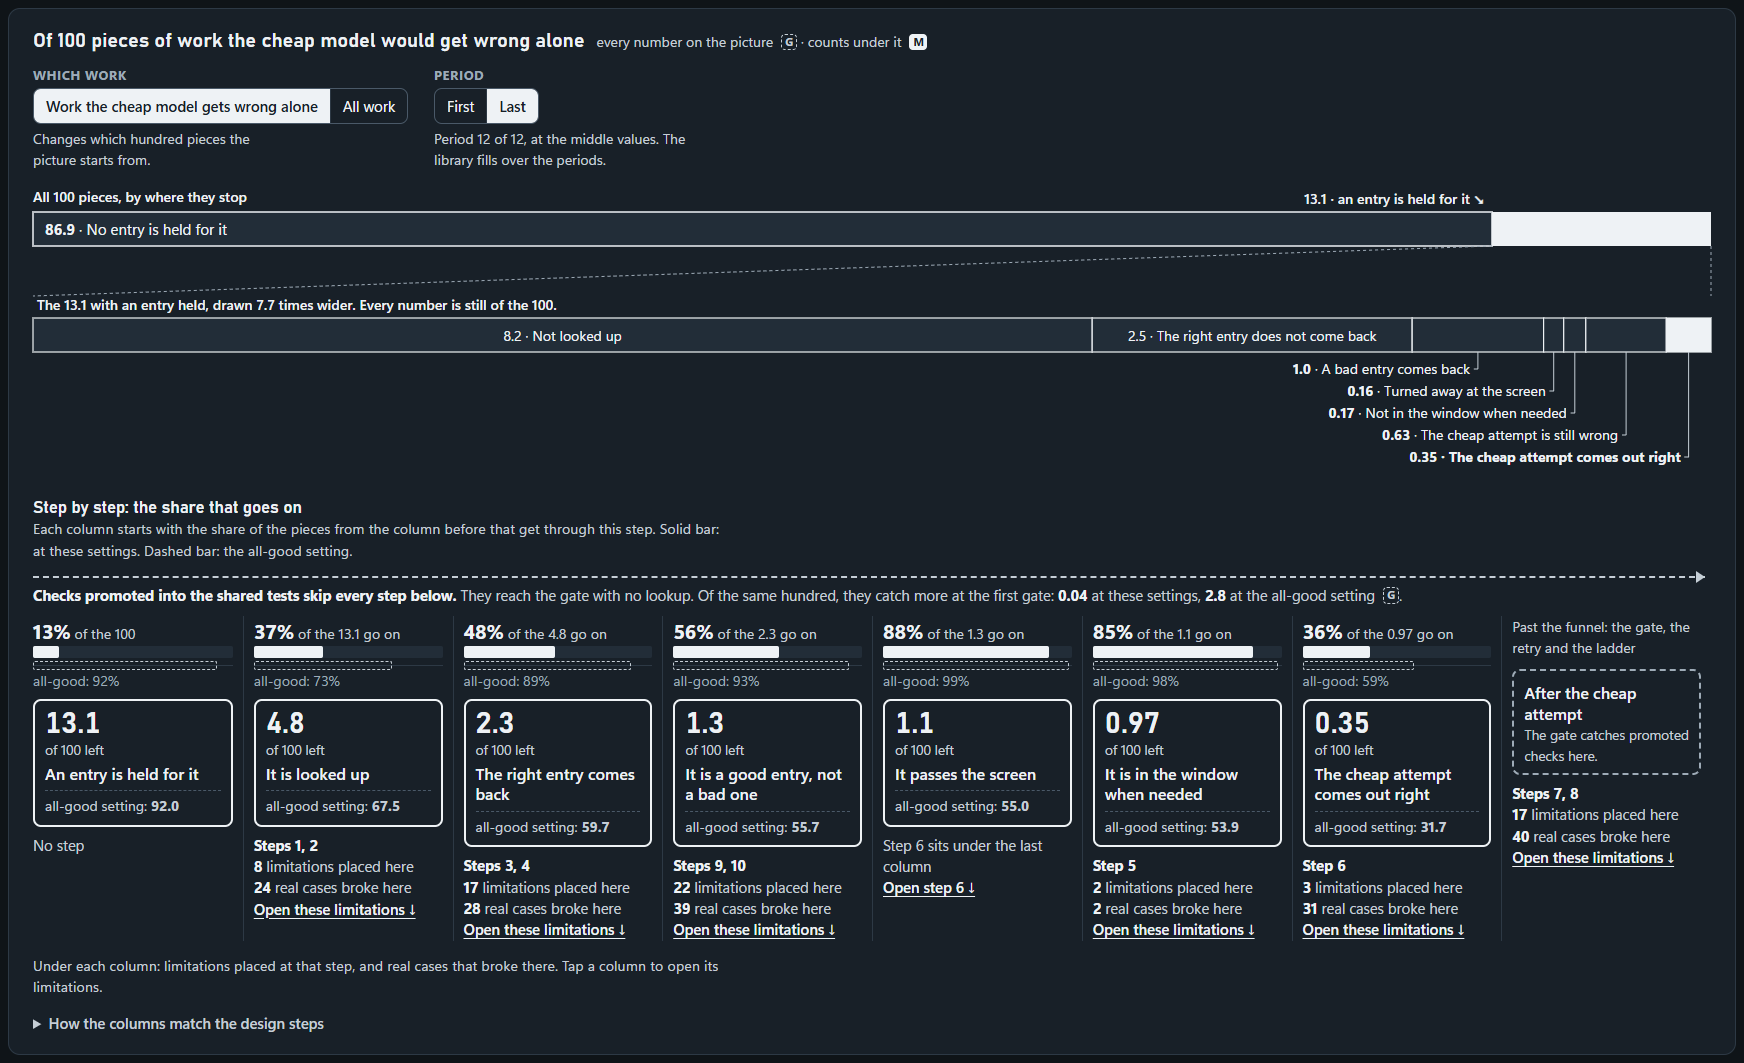 Of 100 pieces of work the cheap model would get wrong alone every number on the picture G · counts under it M
WHICH WORK
PERIOD
Work the cheap model gets wrong alone All work
First Last
Changes which hundred pieces the
picture starts from.
Period 12 of 12, at the middle values. The
library fills over the periods.
All 100 pieces, by where they stop
13.1 · an entry is held for it ↘
86.9 · No entry is held for it
The 13.1 with an entry held, drawn 7.7 times wider. Every number is still of the 100.
8.2 · Not looked up
2.5 · The right entry does not come back
1.0 · A bad entry comes back
0.16 · Turned away at the screen
0.17 · Not in the window when needed
0.63 · The cheap attempt is still wrong
0.35 · The cheap attempt comes out right
Step by step: the share that goes on
Each column starts with the share of the pieces from the column before that get through this step. Solid bar:
at these settings. Dashed bar: the all-good setting.
Checks promoted into the shared tests skip every step below. They reach the gate with no lookup. Of the same hundred, they catch more at the first gate: 0.04 at these settings, 2.8 at the all-good setting G.
13% of the 100
all-good: 92%
13.1
of 100 left
An entry is held for it
all-good setting: 92.0
No step
37% of the 13.1 go on
all-good: 73%
4.8
of 100 left
It is looked up
all-good setting: 67.5
Steps 1, 2
8 limitations placed here
24 real cases broke here
Open these limitations ↓
48% of the 4.8 go on
all-good: 89%
2.3
of 100 left
The right entry comes
back
all-good setting: 59.7
Steps 3, 4
17 limitations placed here
28 real cases broke here
Open these limitations ↓
56% of the 2.3 go on
all-good: 93%
1.3
of 100 left
It is a good entry, not
a bad one
all-good setting: 55.7
Steps 9, 10
22 limitations placed here
39 real cases broke here
Open these limitations ↓
88% of the 1.3 go on
all-good: 99%
1.1
of 100 left
It passes the screen
all-good setting: 55.0
Step 6 sits under the last
column
Open step 6 ↓
85% of the 1.1 go on
all-good: 98%
0.97
of 100 left
It is in the window
when needed
all-good setting: 53.9
Step 5
2 limitations placed here
2 real cases broke here
Open these limitations ↓
36% of the 0.97 go on
all-good: 59%
0.35
of 100 left
The cheap attempt
comes out right
all-good setting: 31.7
Step 6
3 limitations placed here
31 real cases broke here
Open these limitations ↓
Past the funnel: the gate, the
retry and the ladder
After the cheap
attempt
The gate catches promoted
checks here.
Steps 7, 8
17 limitations placed here
40 real cases broke here
Open these limitations ↓
Under each column: limitations placed at that step, and real cases that broke there. Tap a column to open its
limitations.
▶ How the columns match the design steps